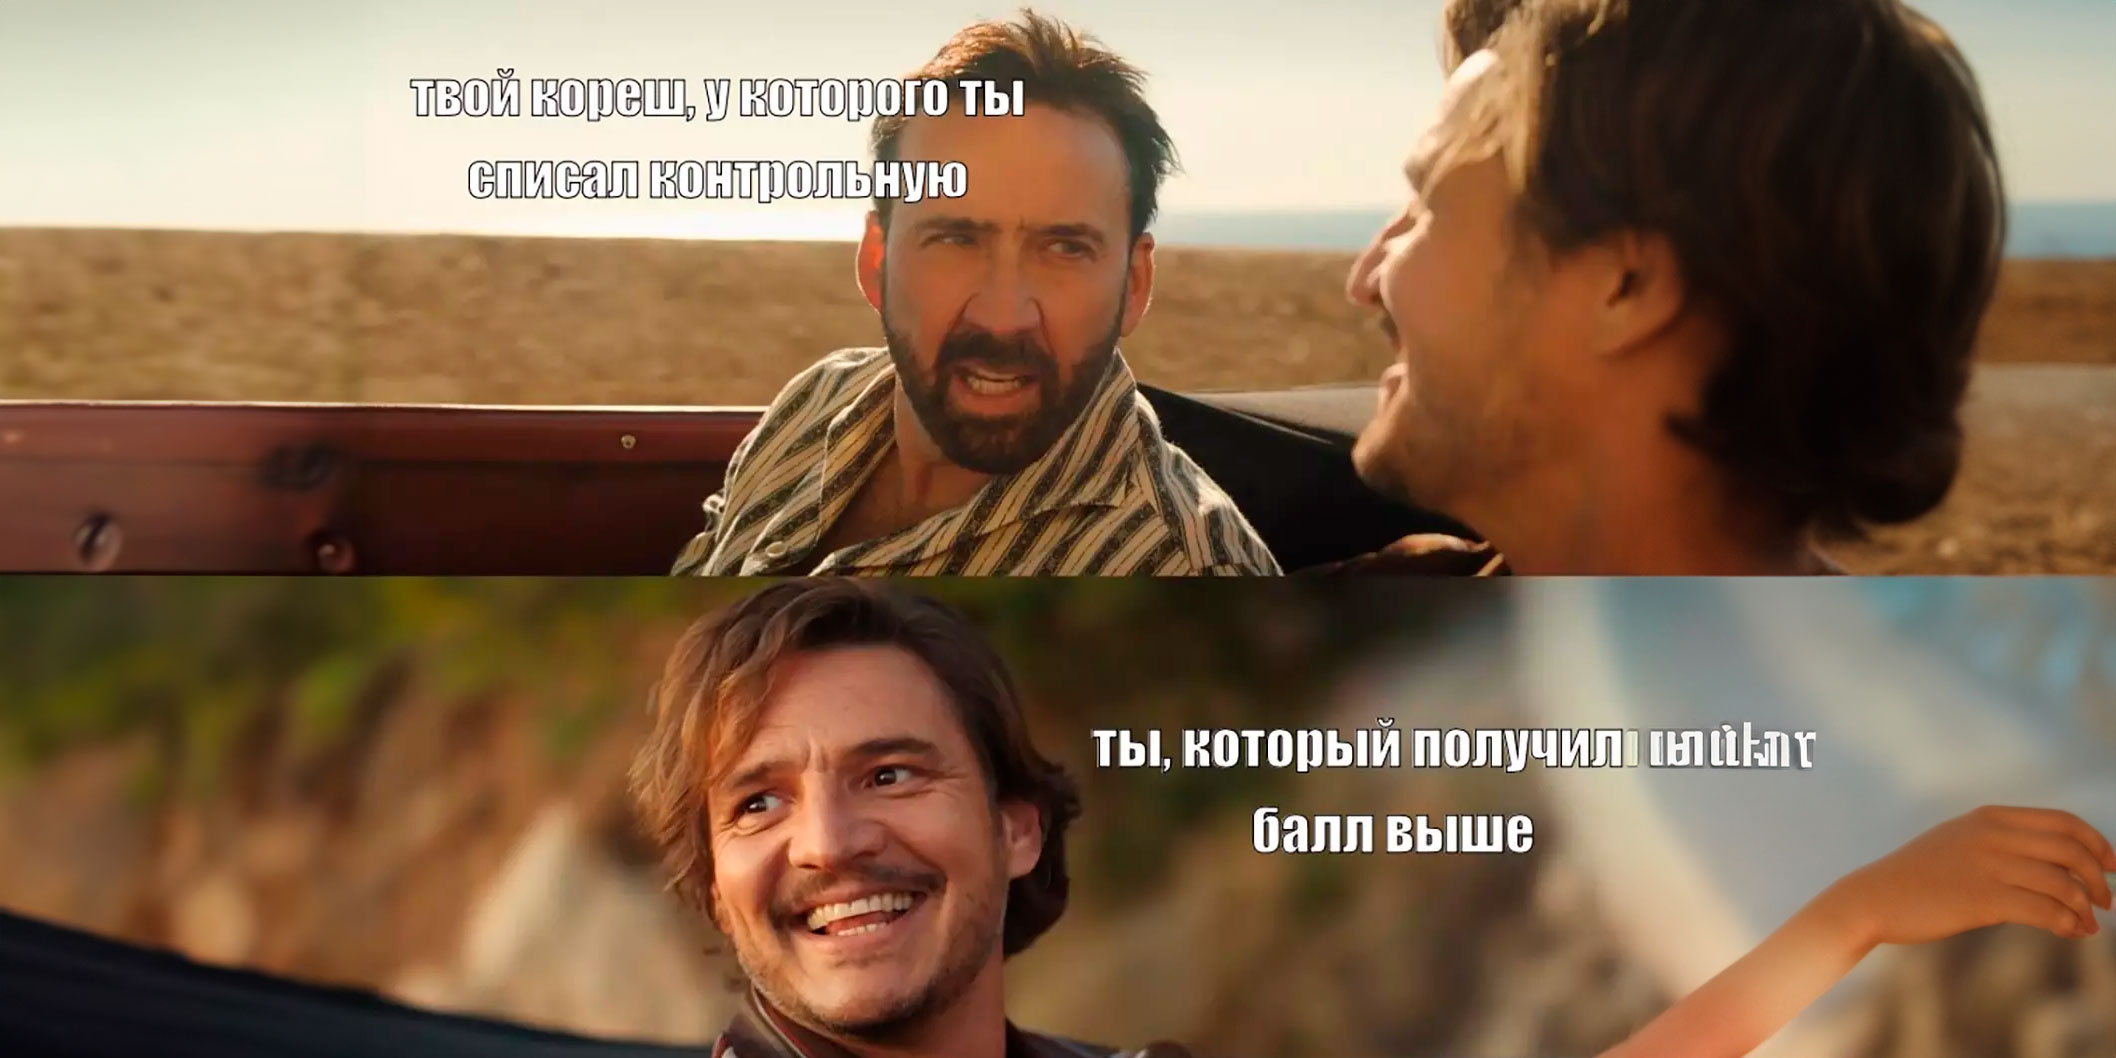 твой кореш, у которого ты
списал контрольную
ты, который получил
балл выше